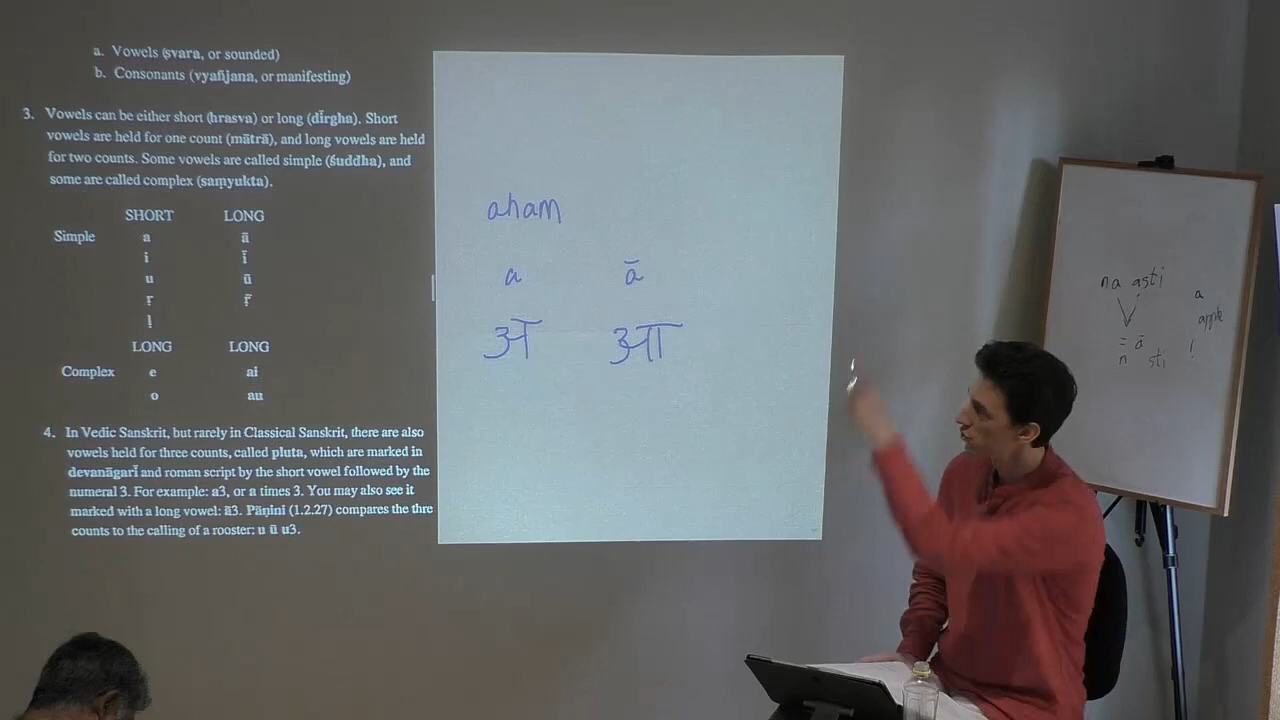 a. Vowels (svara, or sounded)
b. Consonants (vyañjana, or manifesting)
3. Vowels can be either short (hrasva) or long (dīrgha). Short
vowels are held for one count (mātrā), and long vowels are held
for two counts. Some vowels are called simple (śuddha), and
some are called complex (saṃyukta).
SHORT LONG
Simple a ā
i ī
u ū
ṛ ṝ
ḷ
LONG LONG
Complex e ai
o au
4. In Vedic Sanskrit, but rarely in Classical Sanskrit, there are also
vowels held for three counts, called pluta, which are marked in
devanāgarī and roman script by the short vowel followed by the
numeral 3. For example: a3, or a times 3. You may also see it
marked with a long vowel: ā3. Pāṇini (1.2.27) compares the thre
counts to the calling of a rooster: u ū u3.
aham
a ā
अ आ
na asti
= ā
n sti
a
apple
!